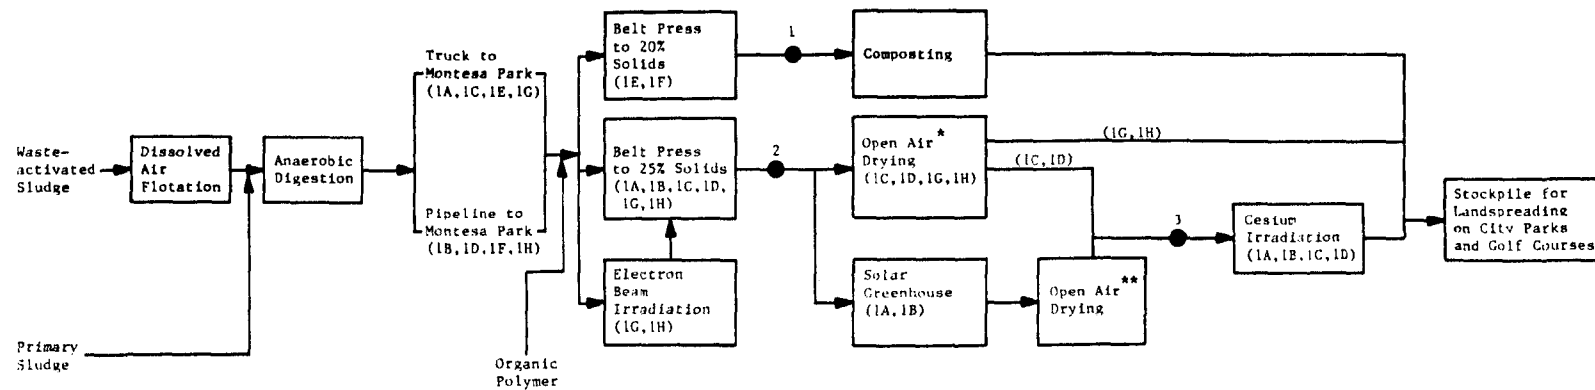 Waste-
activated
Sludge
Primary
Sludge
Dissolved
Air
Flotation
Anaerobic
Digestion
Truck to
Montesa Park
(1A,1C,1E,1G)
Pipeline to
Montesa Park
(1B,1D,1F,1H)
Organic
Polymer
Belt Press
to 20%
Solids
(1E,1F)
Belt Press
to 25% Solids
(1A,1B,1C,1D,
1G,1H)
Electron
Beam
Irradiation
(1G,1H)
1
2
Composting
Open Air*
Drying
(1C,1D,1G,1H)
Solar
Greenhouse
(1A,1B)
(1G,1H)
(1C,1D)
Open Air**
Drying
3
Cesium
Irradiation
(1A,1B,1C,1D)
Stockpile for
Landspreading
on City Parks
and Golf Courses